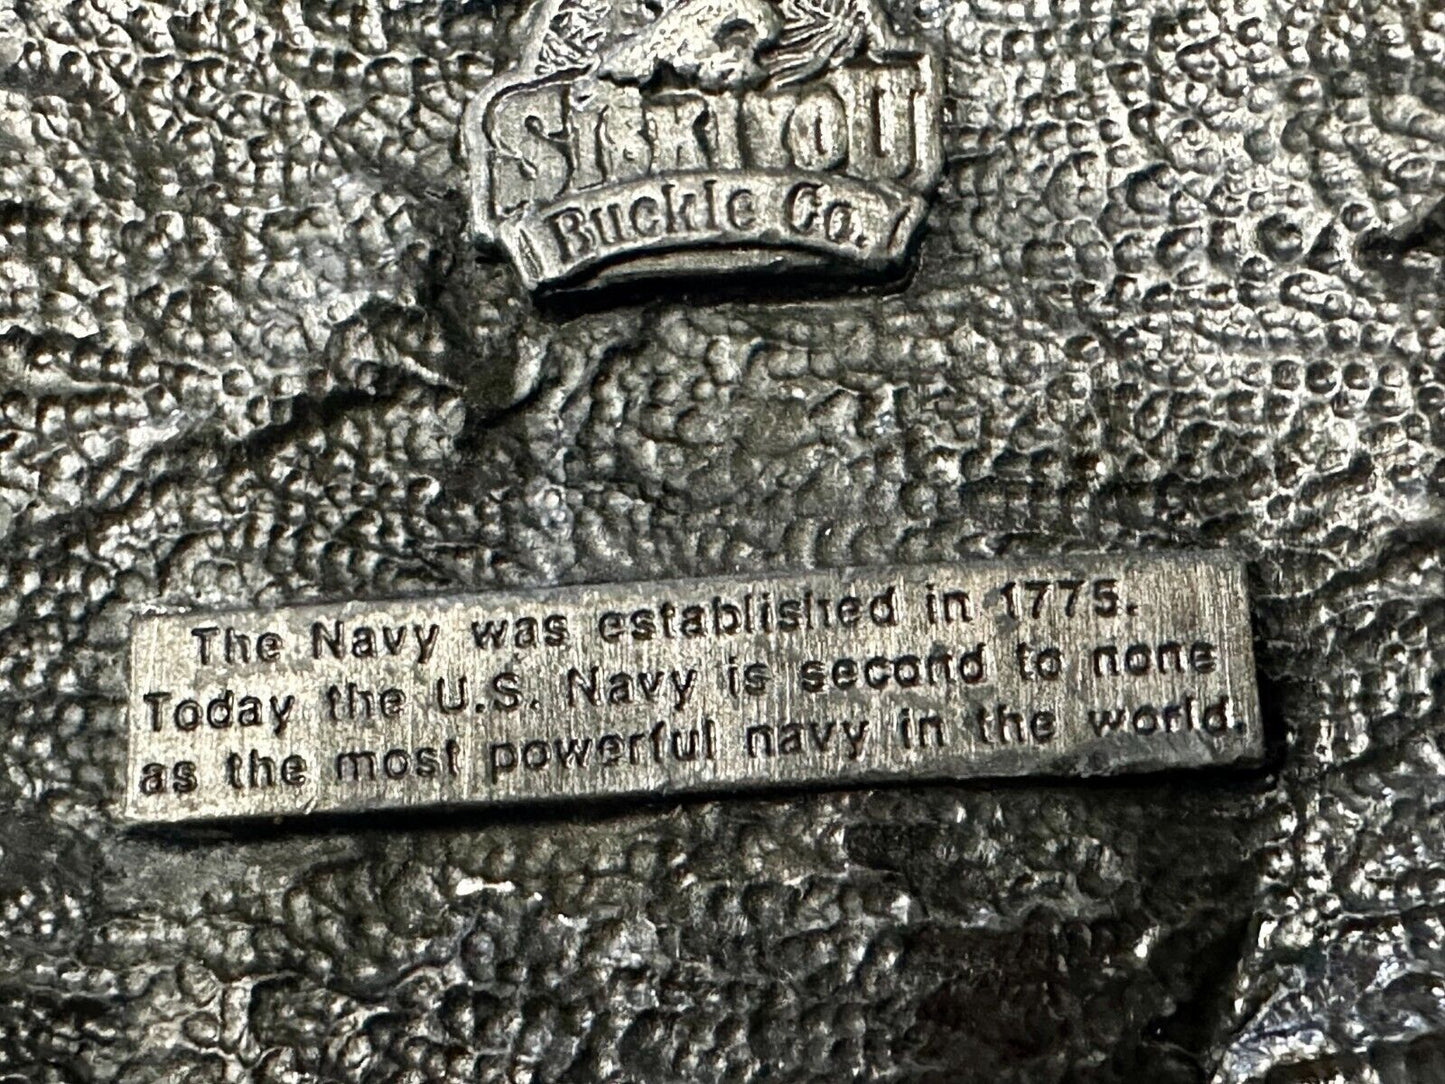 SISKIYOU
Buckle Co.
The Navy was established in 1775.
Today the U.S. Navy is second to none
as the most powerful navy in the world.